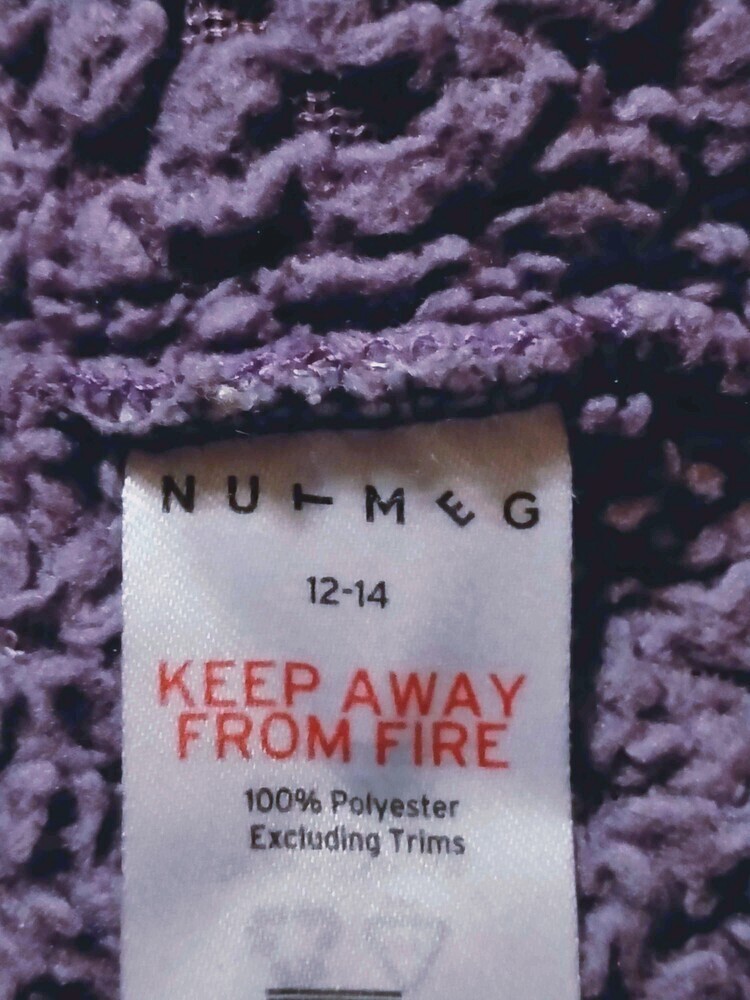 NUTMEG
12-14
KEEP AWAY
FROM FIRE
100% Polyester
Excluding Trims